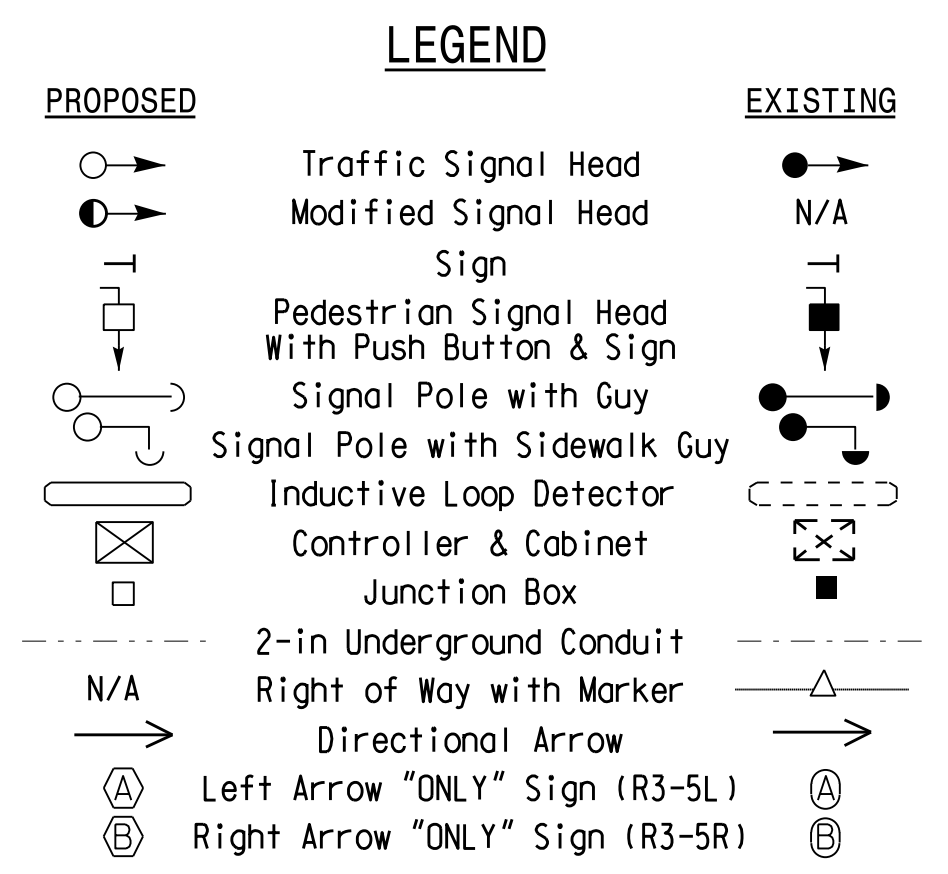 LEGEND
PROPOSED EXISTING
Traffic Signal Head
Modified Signal Head N/A
Sign
Pedestrian Signal Head
With Push Button & Sign
Signal Pole with Guy
Signal Pole with Sidewalk Guy
Inductive Loop Detector
Controller & Cabinet
Junction Box
2-in Underground Conduit
N/A Right of Way with Marker
Directional Arrow
A Left Arrow "ONLY" Sign (R3-5L) A
B Right Arrow "ONLY" Sign (R3-5R) B